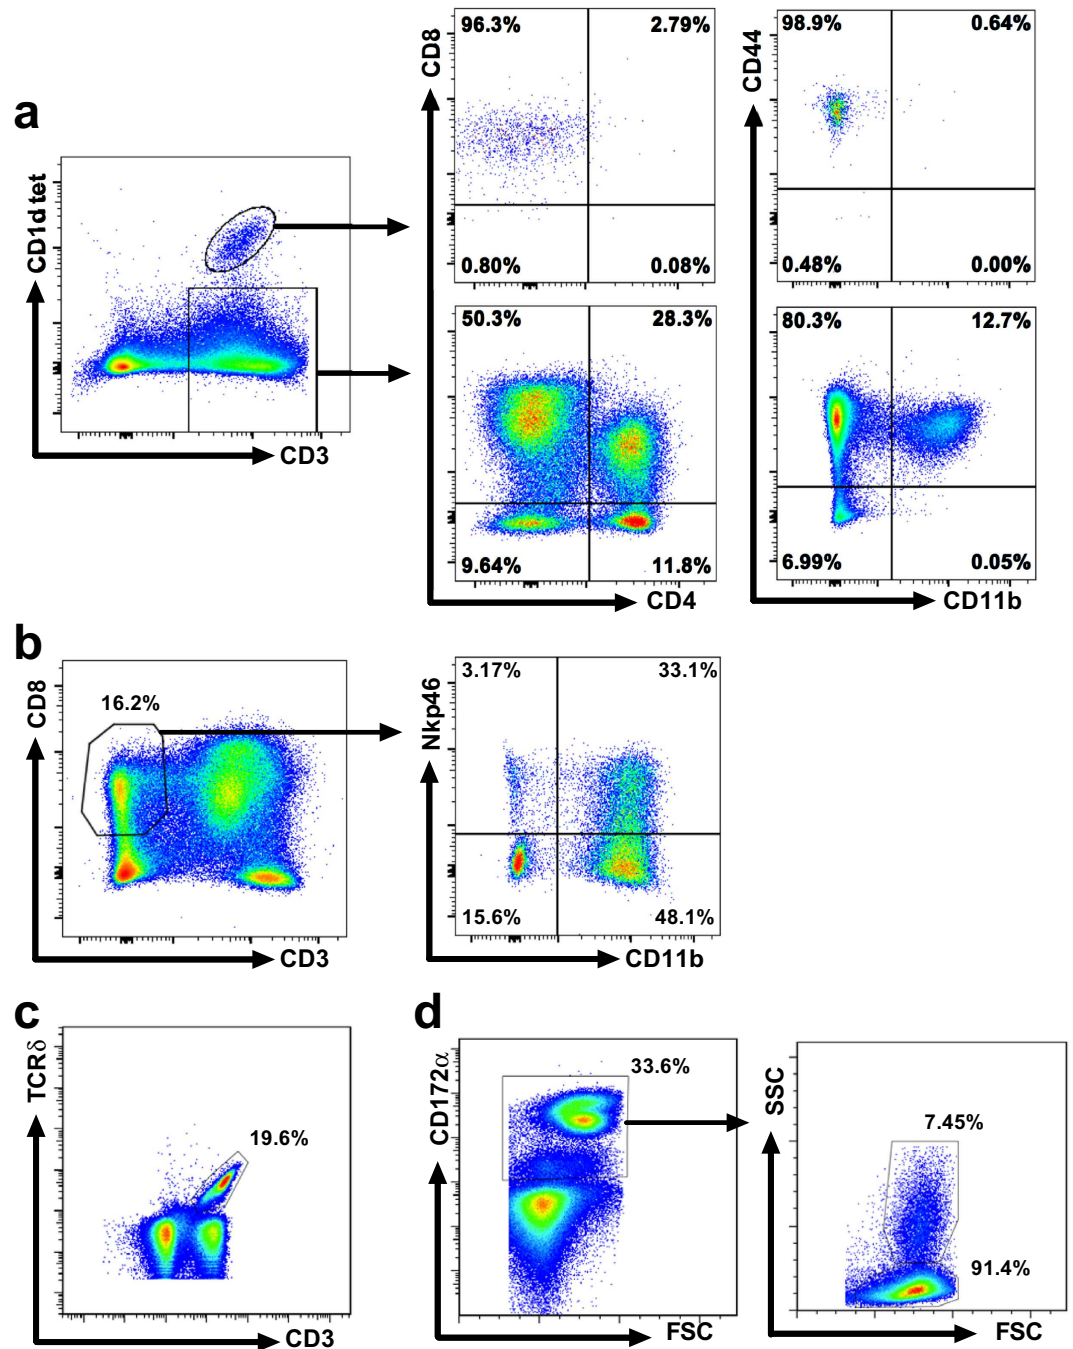 a
CD1d tet
CD3
CD8
96.3%
2.79%
0.80%
0.08%
CD44
98.9%
0.64%
0.48%
0.00%
50.3%
28.3%
9.64%
11.8%
CD4
80.3%
12.7%
6.99%
0.05%
CD11b
b
CD8
16.2%
CD3
Nkp46
3.17%
33.1%
15.6%
48.1%
CD11b
c
TCRδ
19.6%
CD3
d
CD172α
33.6%
FSC
SSC
7.45%
91.4%
FSC